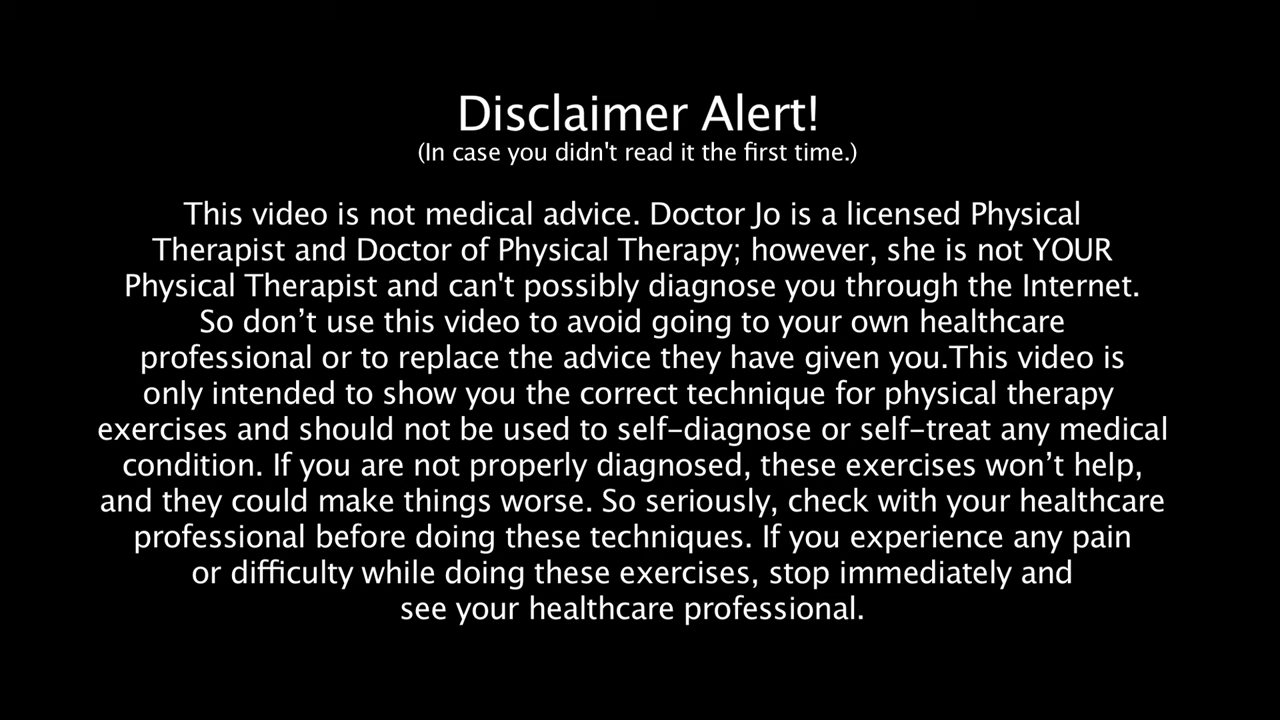 Disclaimer Alert!
(In case you didn't read it the first time.)
This video is not medical advice. Doctor Jo is a licensed Physical
Therapist and Doctor of Physical Therapy; however, she is not YOUR
Physical Therapist and can't possibly diagnose you through the Internet.
So don’t use this video to avoid going to your own healthcare
professional or to replace the advice they have given you.This video is
only intended to show you the correct technique for physical therapy
exercises and should not be used to self–diagnose or self–treat any medical
condition. If you are not properly diagnosed, these exercises won’t help,
and they could make things worse. So seriously, check with your healthcare
professional before doing these techniques. If you experience any pain
or difficulty while doing these exercises, stop immediately and
see your healthcare professional.